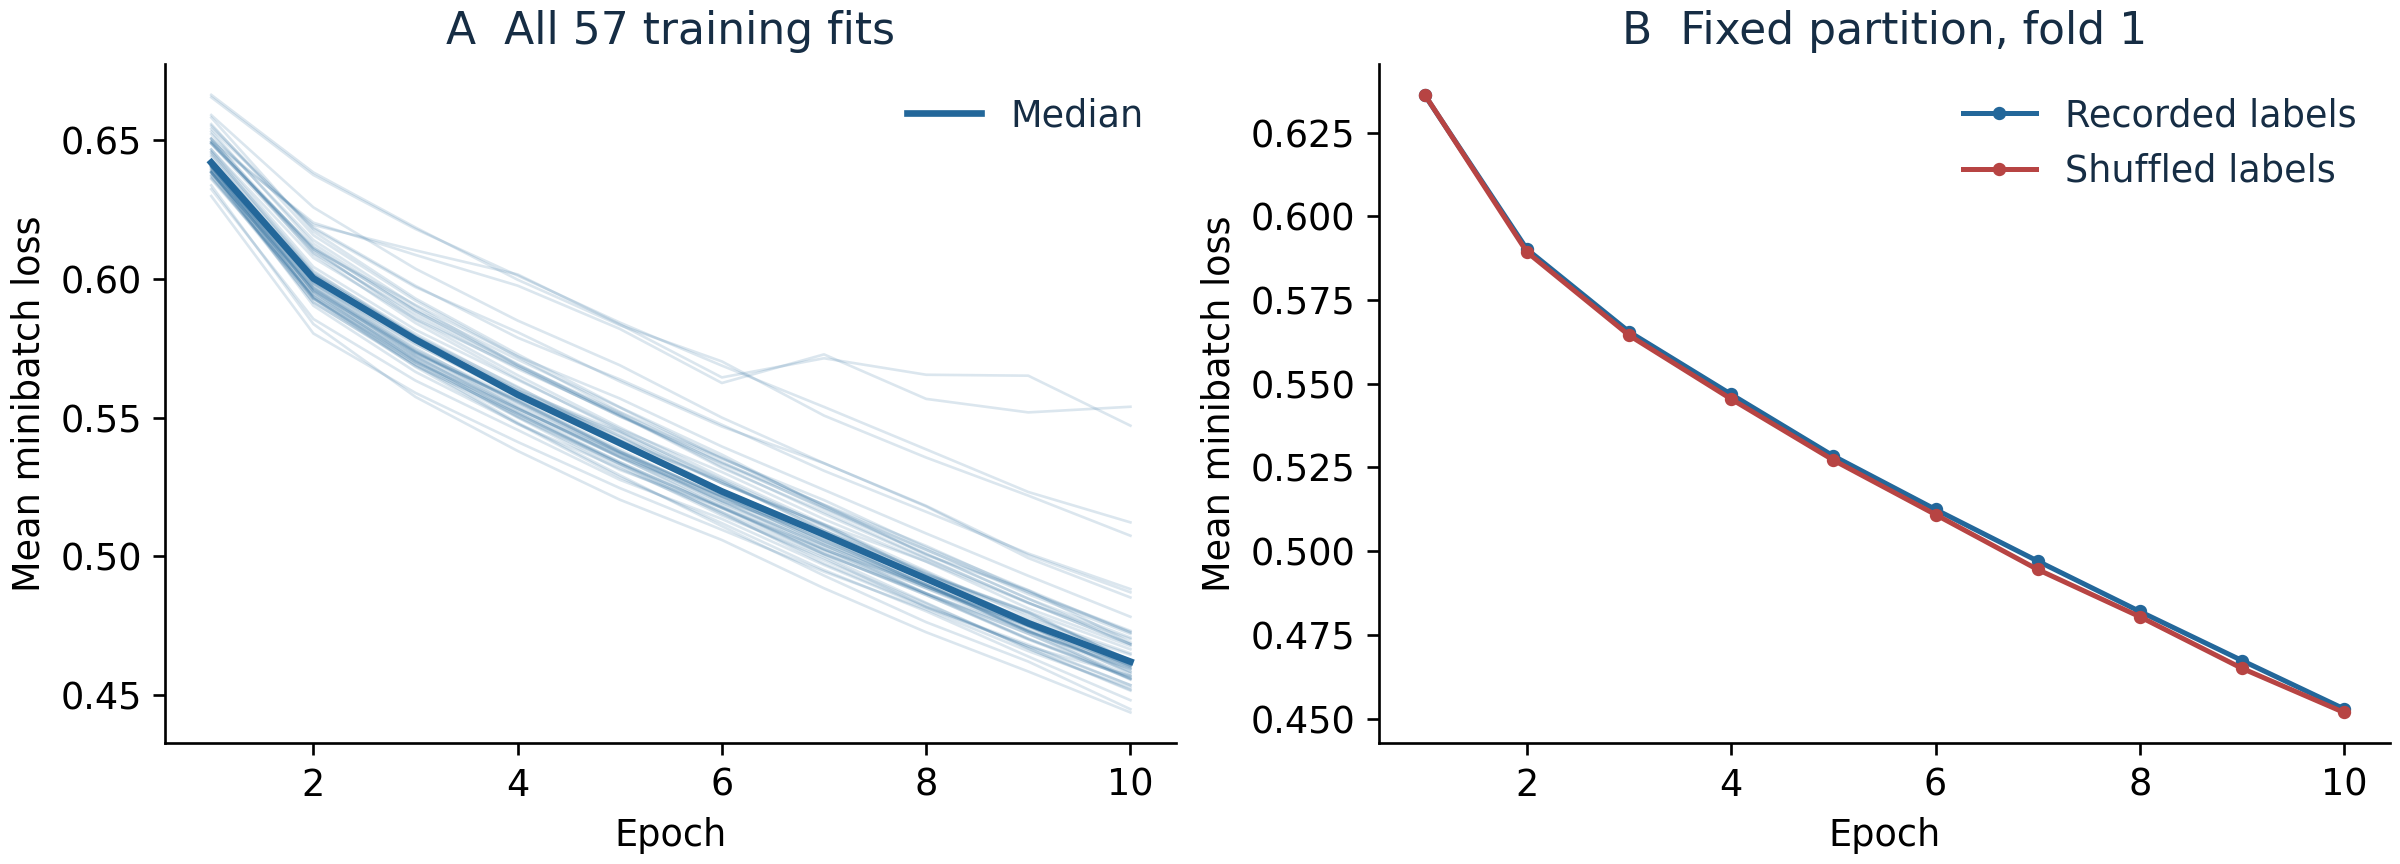 A  All 57 training fits
Median
Mean minibatch loss
0.65
0.60
0.55
0.50
0.45
2 4 6 8 10
Epoch
B  Fixed partition, fold 1
Recorded labels
Shuffled labels
Mean minibatch loss
0.625
0.600
0.575
0.550
0.525
0.500
0.475
0.450
2 4 6 8 10
Epoch